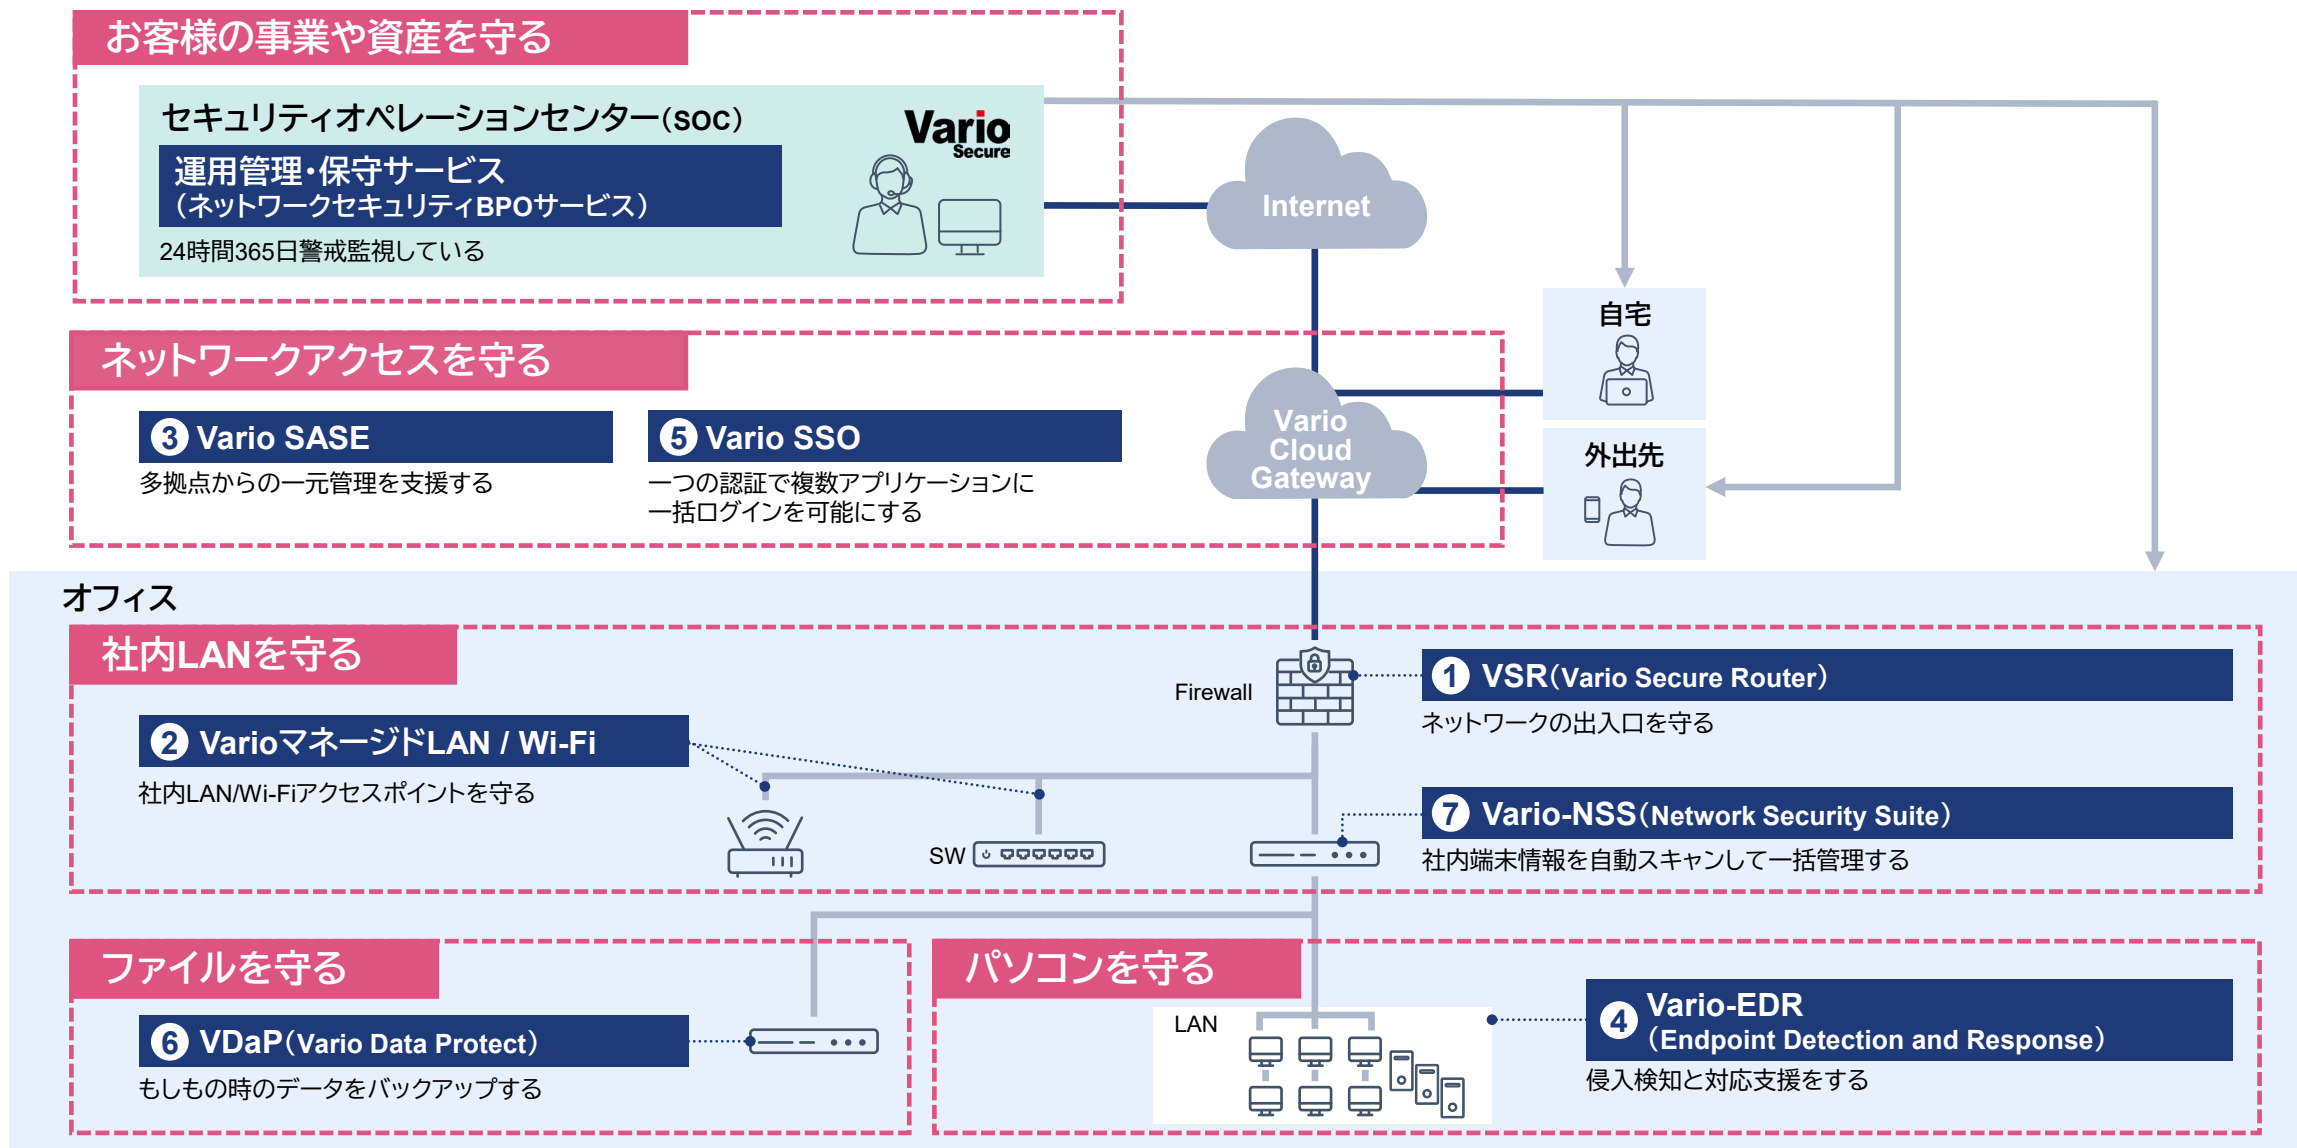 お客様の事業や資産を守る
セキュリティオペレーションセンター(SOC)
Vario
Secure
運用管理・保守サービス
(ネットワークセキュリティBPOサービス)
24時間365日警戒監視している
Internet
自宅
ネットワークアクセスを守る
③ Vario SASE
多拠点からの一元管理を支援する
⑤ Vario SSO
一つの認証で複数アプリケーションに
一括ログインを可能にする
Vario
Cloud
Gateway
外出先
オフィス
社内LANを守る
Firewall
① VSR(Vario Secure Router)
ネットワークの出入口を守る
② VarioマネージドLAN / Wi-Fi
社内LAN/Wi-Fiアクセスポイントを守る
SW
⑦ Vario-NSS(Network Security Suite)
社内端末情報を自動スキャンして一括管理する
ファイルを守る
⑥ VDaP(Vario Data Protect)
もしもの時のデータをバックアップする
パソコンを守る
LAN
④ Vario-EDR
(Endpoint Detection and Response)
侵入検知と対応支援をする